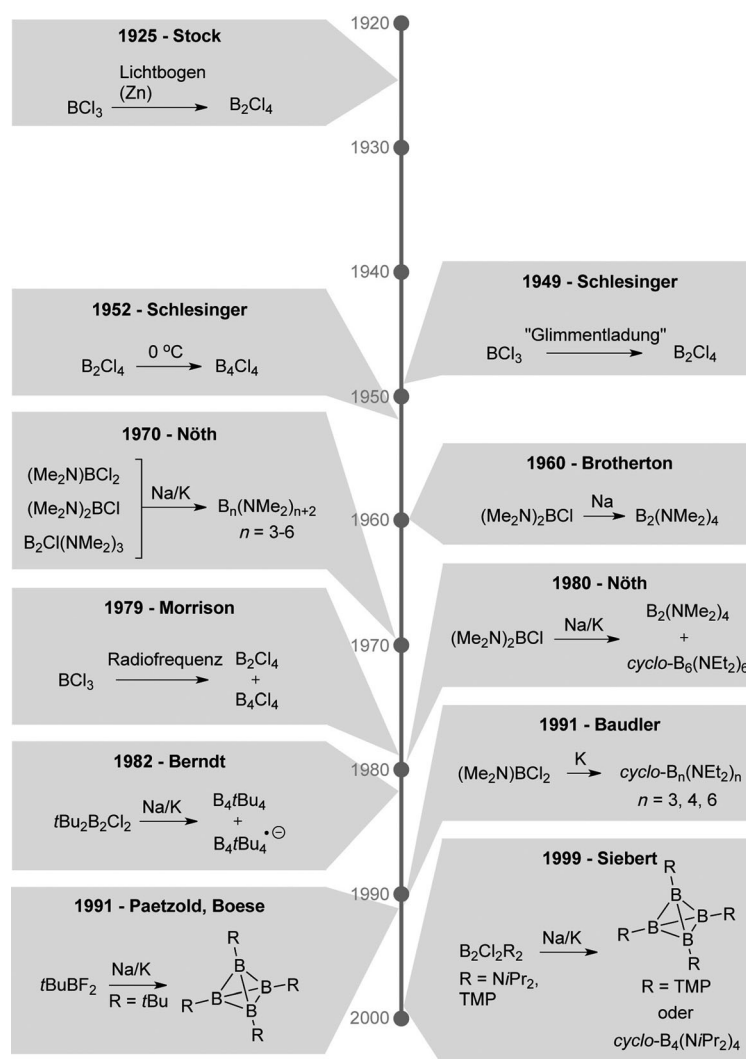 1920
1925 - Stock
Lichtbogen
(Zn)
BCl₃
B₂Cl₄
1930
1940
1949 - Schlesinger
"Glimmentladung"
BCl₃
B₂Cl₄
1952 - Schlesinger
0 ºC
B₂Cl₄
B₄Cl₄
1950
1970 - Nöth
(Me₂N)BCl₂
(Me₂N)₂BCl
B₂Cl(NMe₂)₃
Na/K
Bₙ(NMe₂)ₙ₊₂
n = 3-6
1960 - Brotherton
(Me₂N)₂BCl
Na
B₂(NMe₂)₄
1960
1979 - Morrison
BCl₃
Radiofrequenz
B₂Cl₄
+
B₄Cl₄
1970
1980 - Nöth
(Me₂N)₂BCl
Na/K
B₂(NMe₂)₄
+
cyclo-B₆(NEt₂)₆
1982 - Berndt
tBu₂B₂Cl₂
Na/K
B₄tBu₄
+
B₄tBu₄•⊖
1980
1991 - Baudler
(Me₂N)BCl₂
K
cyclo-Bₙ(NEt₂)ₙ
n = 3, 4, 6
1990
1991 - Paetzold, Boese
tBuBF₂
Na/K
R = tBu
R
B
R
B
B
R
B
R
1999 - Siebert
B₂Cl₂R₂
R = NiPr₂,
TMP
Na/K
R
B
R
B
B
R
B
R
R = TMP
oder
cyclo-B₄(NiPr₂)₄
2000